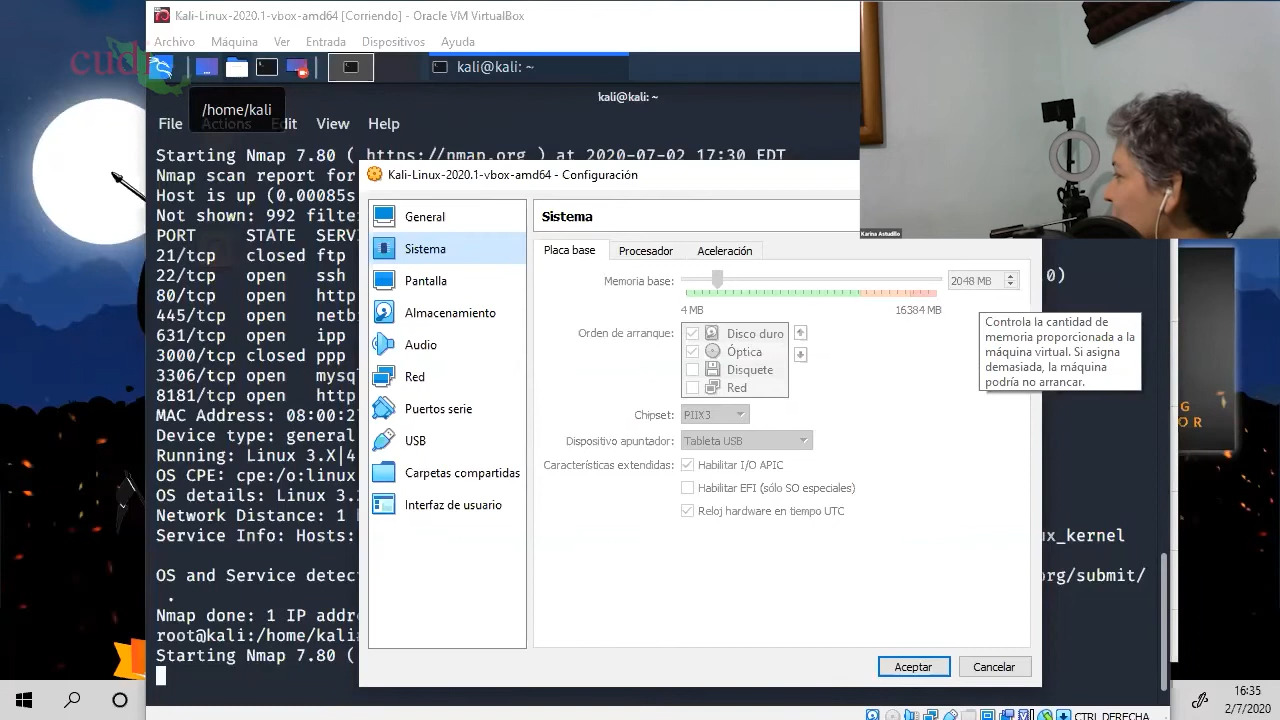 Kali-Linux-2020.1-vbox-amd64 [Corriendo] - Oracle VM VirtualBox
Archivo Máquina Ver Entrada Dispositivos Ayuda
cud
kali@kali: ~
/home/kali
kali@kali: ~
File Actions Edit View Help
Starting Nmap 7.80 ( https://nmap.org ) at 2020-07-02 17:30 EDT
Nmap scan report for
Host is up (0.00085s
Not shown: 992 filte
PORT STATE SERV
21/tcp closed ftp
22/tcp open ssh
0)
80/tcp open http
445/tcp open netb
631/tcp open ipp
3000/tcp closed ppp
3306/tcp open mysq
8181/tcp open http
MAC Address: 08:00:2
Device type: general
Running: Linux 3.X|4
OS CPE: cpe:/o:linux
OS details: Linux 3.
Network Distance: 1
Service Info: Hosts:
ux_kernel
OS and Service detec
org/submit/
.
Nmap done: 1 IP addr
root@kali:/home/kali
Starting Nmap 7.80 (
Kali-Linux-2020.1-vbox-amd64 - Configuración
General
Sistema
Pantalla
Almacenamiento
Audio
Red
Puertos serie
USB
Carpetas compartidas
Interfaz de usuario
Sistema
Placa base Procesador Aceleración
Memoria base: 2048 MB
4 MB 16384 MB
Orden de arranque: Disco duro
Óptica
Disquete
Red
Chipset: PIIX3
Dispositivo apuntador: Tableta USB
Características extendidas: Habilitar I/O APIC
Habilitar EFI (sólo SO especiales)
Reloj hardware en tiempo UTC
Aceptar Cancelar
Controla la cantidad de
memoria proporcionada a la
máquina virtual. Si asigna
demasiada, la máquina
podría no arrancar.
Karina Astudillo
G
OR
CTRL DERECHA
16:35
2/7/2020